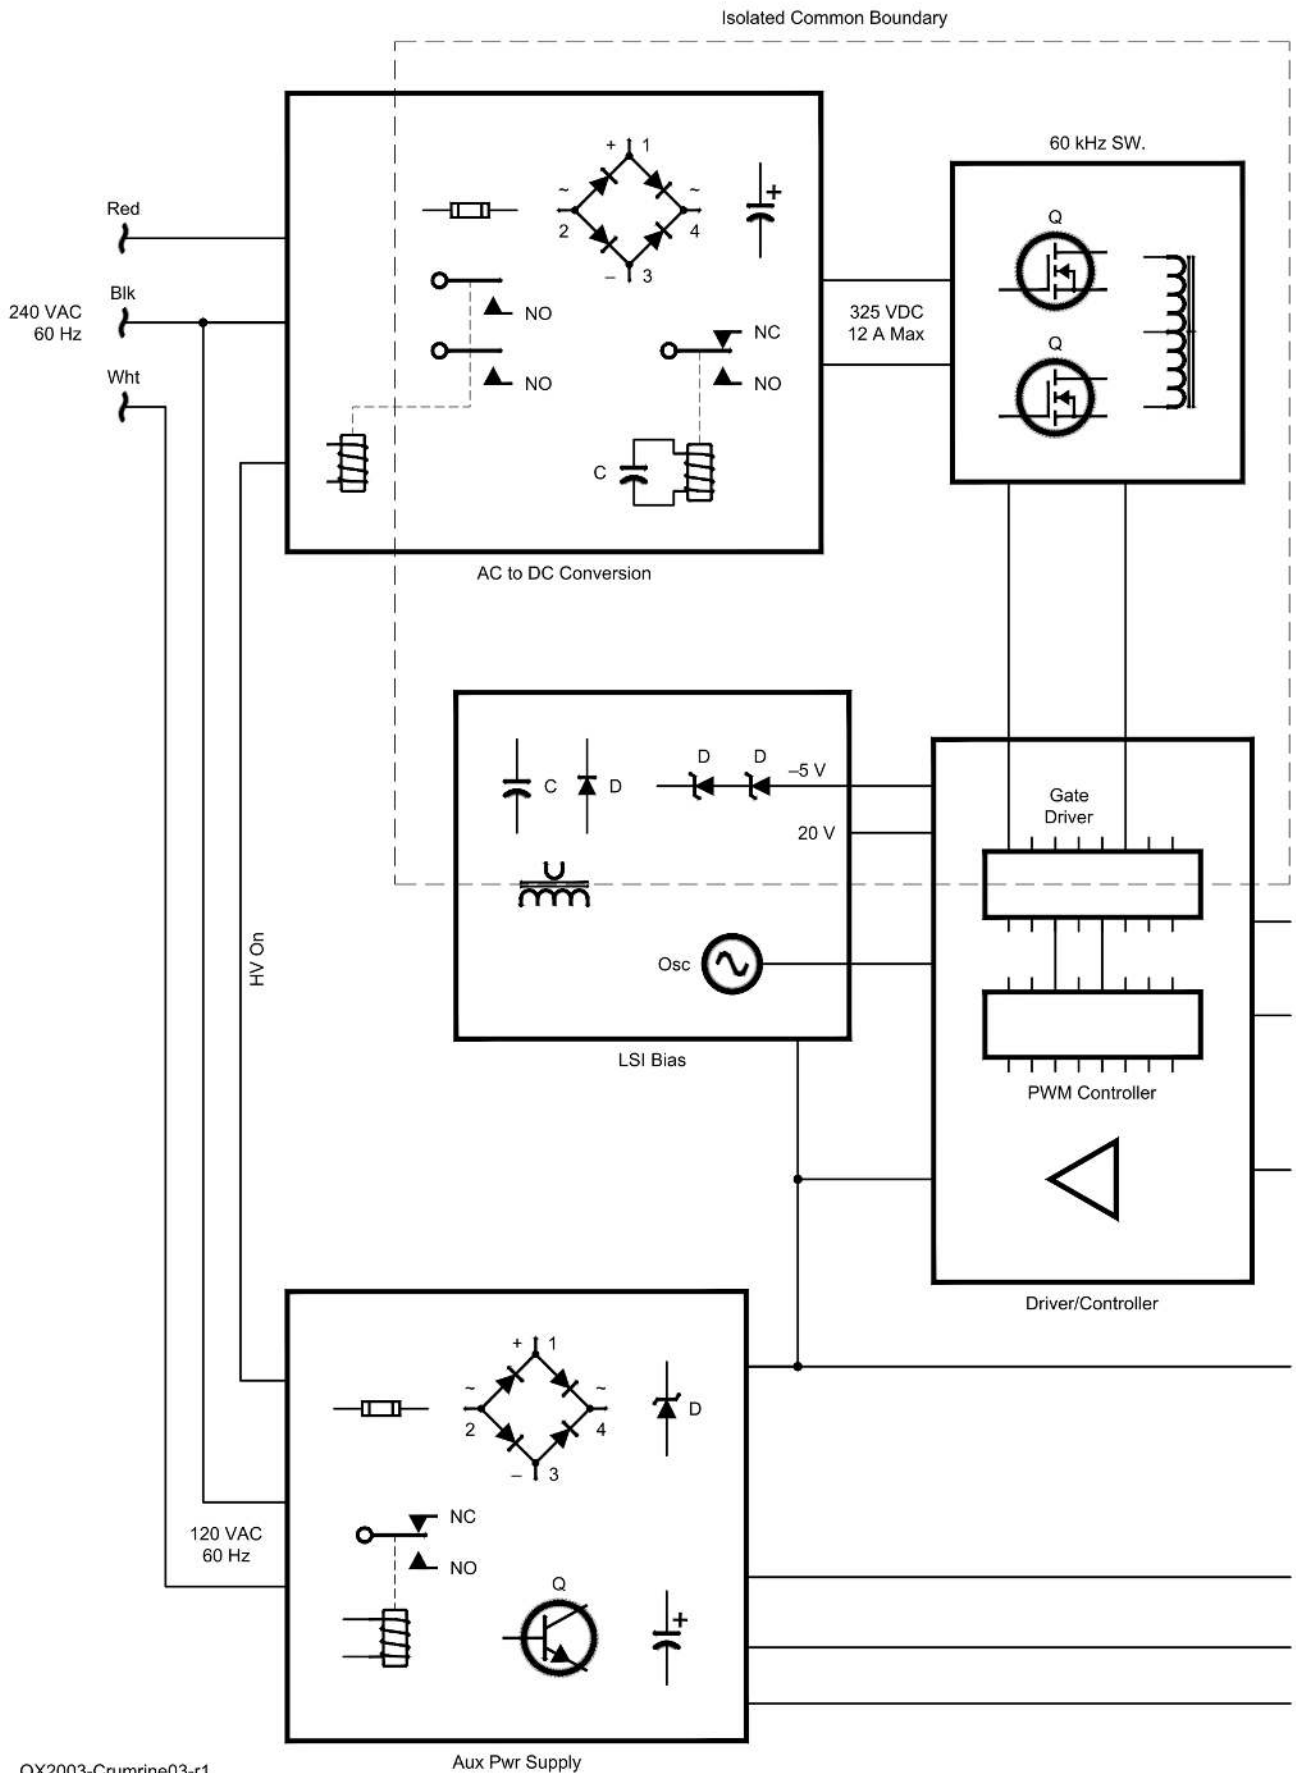 Isolated Common Boundary
60 kHz SW.
Red
Blk
240 VAC
60 Hz
Wht
+ 1
~ ~
2 4
– 3
+
NO
NO
NC
NO
C
325 VDC
12 A Max
Q
Q
AC to DC Conversion
C
D
D D
–5 V
20 V
Osc
LSI Bias
HV On
Gate
Driver
PWM Controller
Driver/Controller
+ 1
~ ~
2 4
– 3
D
NC
NO
120 VAC
60 Hz
Q
+
Aux Pwr Supply
QX2003-Crumrine03-r1